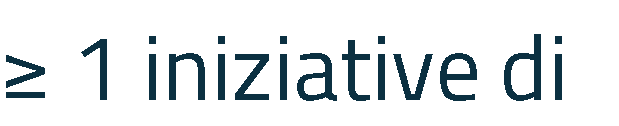 ≥ 1 iniziative di